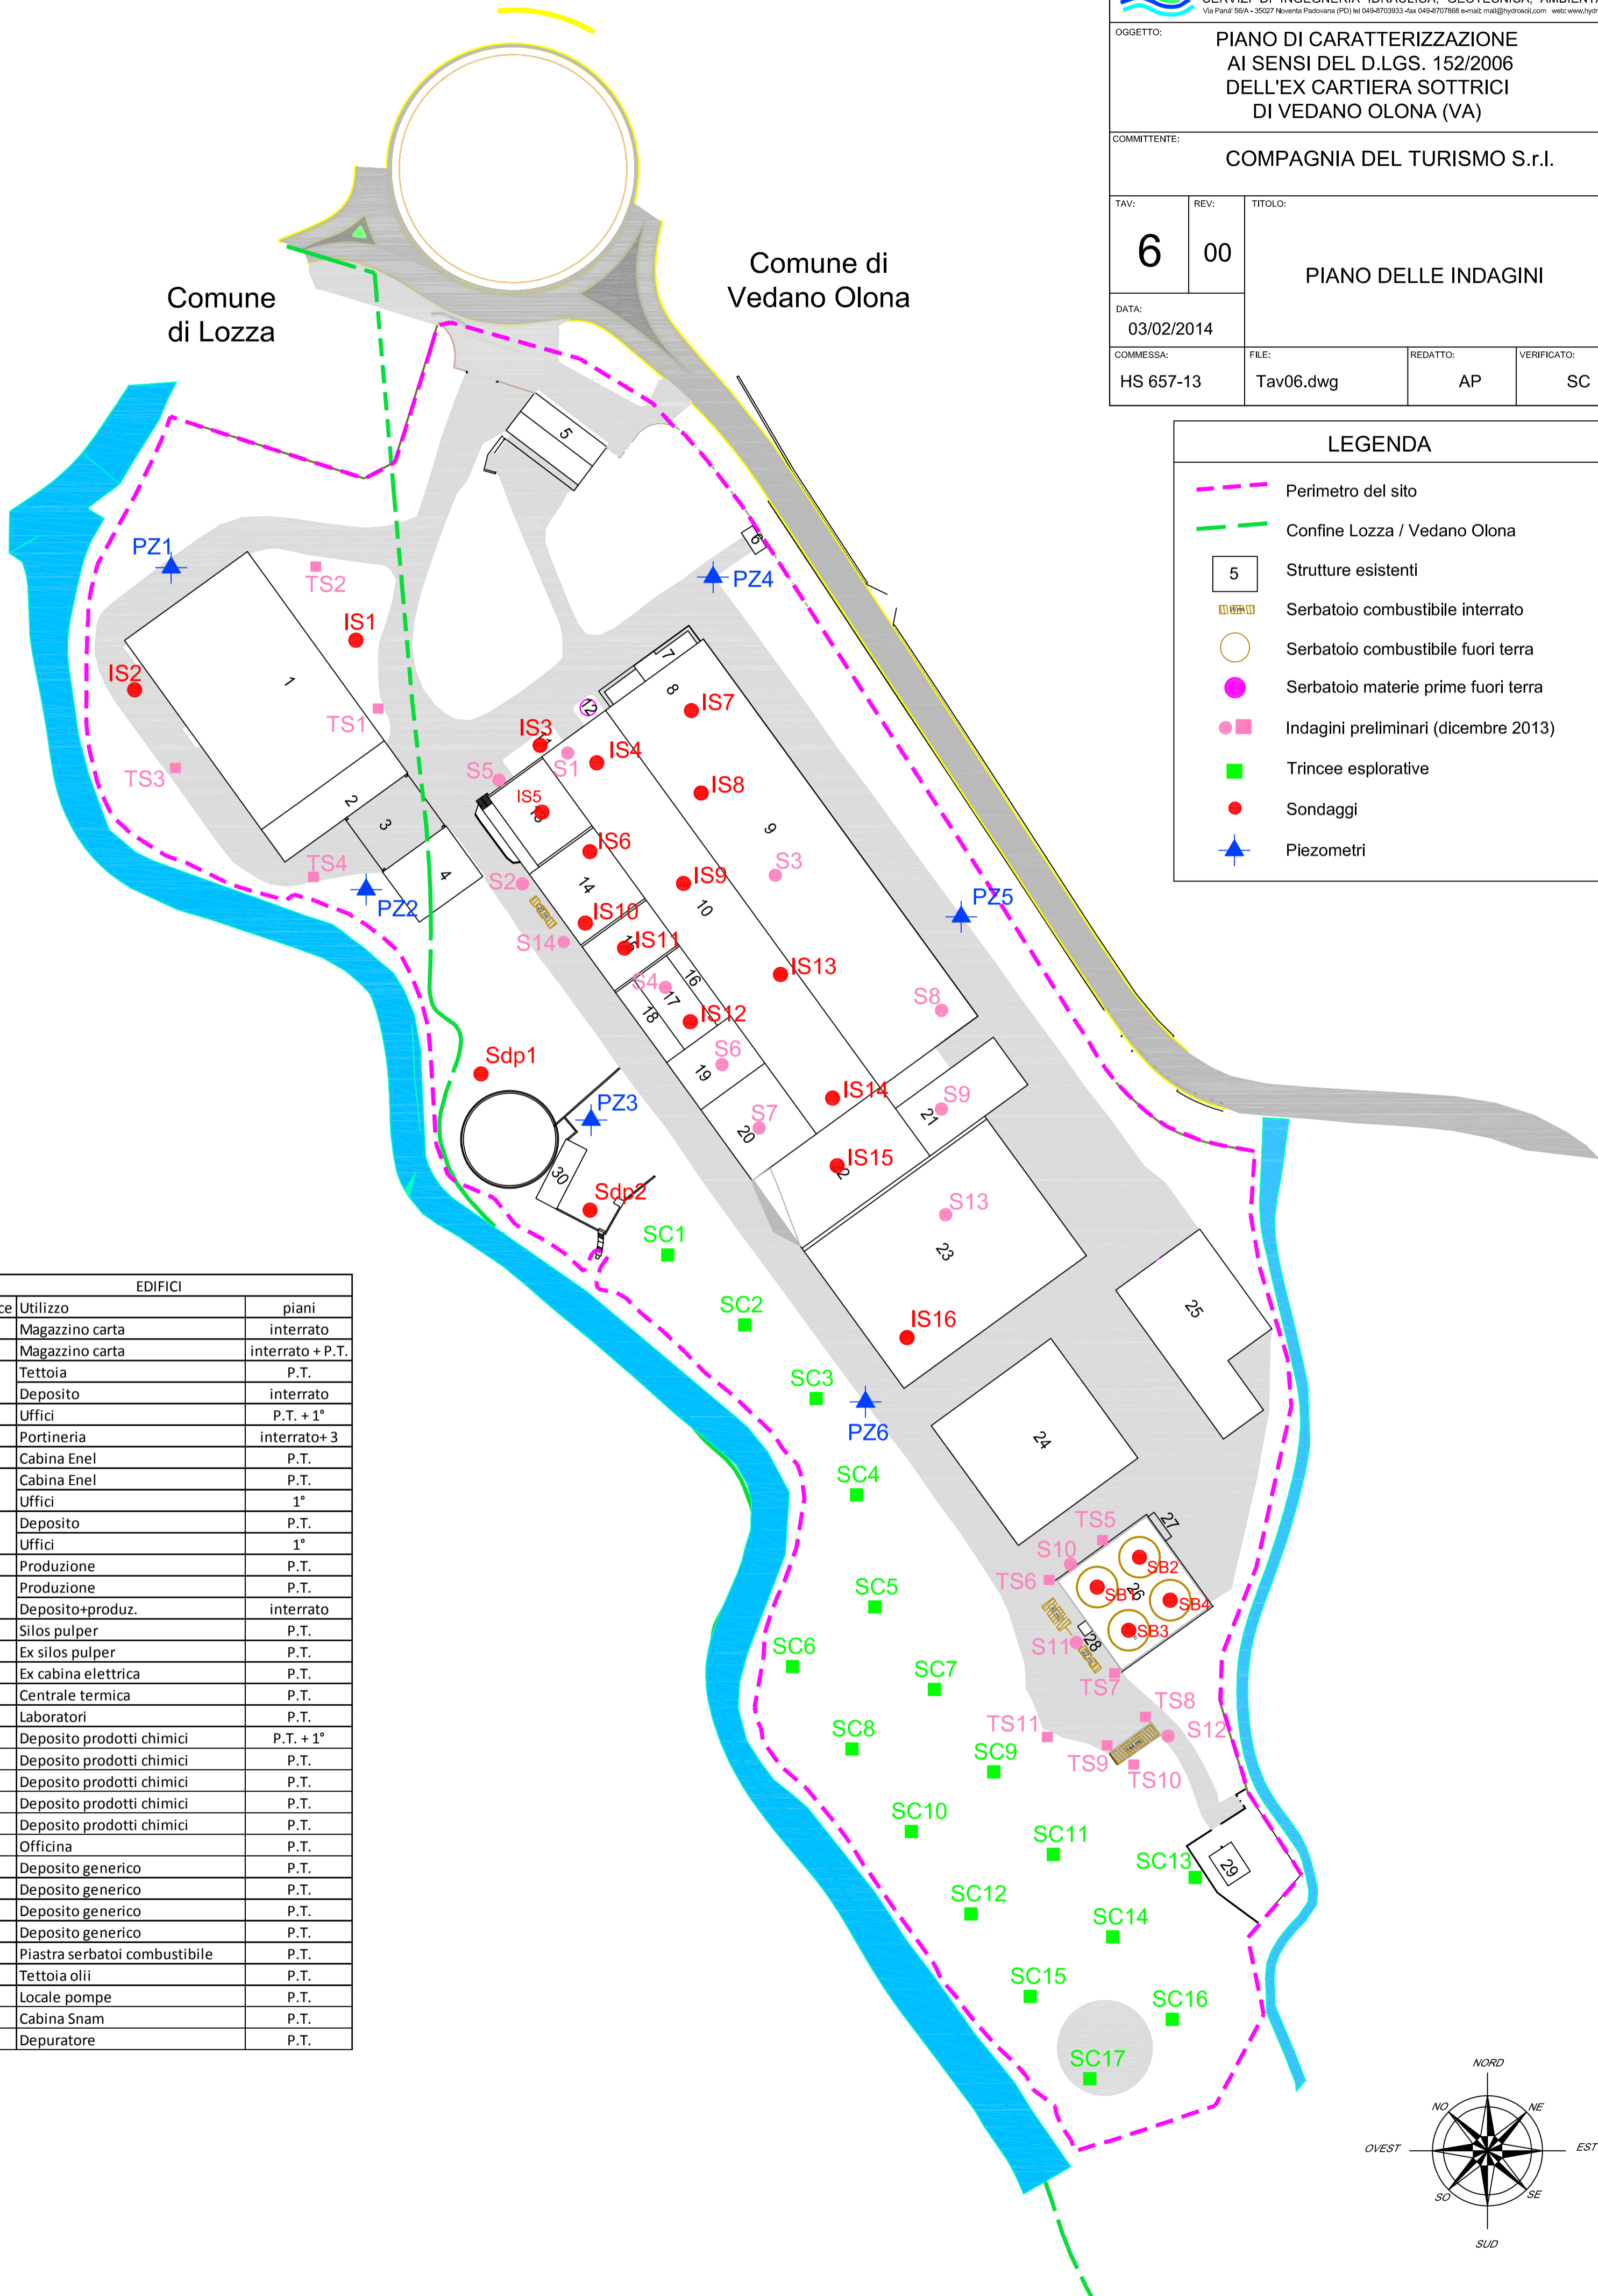 SERVIZI DI INGEGNERIA IDRAULICA, GEOTECNICA,
Via Panà' 56/A - 35027 Noventa Padovana (PD) tel 049-8703933 -fax 049-8707868 e-mail: mail@hydrosoil.com
OGGETTO:
PIANO DI CARATTERIZZAZIONE
AI SENSI DEL D.LGS. 152/2006
DELL'EX CARTIERA SOTTRICI
DI VEDANO OLONA (VA)
COMMITTENTE:
COMPAGNIA DEL TURISMO S.r.l.
TAV:
6
REV:
00
TITOLO:
PIANO DELLE INDAGINI
DATA:
03/02/2014
COMMESSA:
HS 657-13
FILE:
Tav06.dwg
REDATTO:
AP
VERIFICATO:
SC
LEGENDA
Perimetro del sito
Confine Lozza / Vedano Olona
5
Strutture esistenti
Serbatoio combustibile interrato
Serbatoio combustibile fuori terra
Serbatoio materie prime fuori terra
Indagini preliminari (dicembre 2013)
Trincee esplorative
Sondaggi
Piezometri
Comune di
Vedano Olona
Comune
di Lozza
5
6
PZ1
PZ4
TS2
IS1
IS2
1
TS1
TS3
2
3
4
TS4
PZ2
7
8
12
IS7
IS3
IS4
S1
S5
IS5
IS8
9
IS6
S2
14
IS9
S3
10
PZ5
IS10
S14
IS11
16
IS13
S4
17
18
IS12
S8
S6
19
Sdp1
IS14
S9
21
PZ3
S7
20
IS15
30
Sdp2
S13
23
SC1
SC2
IS16
25
SC3
PZ6
24
SC4
TS5
27
S10
SB2
TS6
SB1
26
SB4
SB3
SC5
S11
28
SC6
SC7
TS7
TS8
S12
TS11
TS9
TS10
SC8
SC9
SC10
SC11
SC13
29
SC12
SC14
SC15
SC16
SC17
EDIFICI
ce Utilizzo piani
Magazzino carta interrato
Magazzino carta interrato + P.T.
Tettoia P.T.
Deposito interrato
Uffici P.T. + 1°
Portineria interrato+ 3
Cabina Enel P.T.
Cabina Enel P.T.
Uffici 1°
Deposito P.T.
Uffici 1°
Produzione P.T.
Produzione P.T.
Deposito+produz. interrato
Silos pulper P.T.
Ex silos pulper P.T.
Ex cabina elettrica P.T.
Centrale termica P.T.
Laboratori P.T.
Deposito prodotti chimici P.T. + 1°
Deposito prodotti chimici P.T.
Deposito prodotti chimici P.T.
Deposito prodotti chimici P.T.
Deposito prodotti chimici P.T.
Officina P.T.
Deposito generico P.T.
Deposito generico P.T.
Deposito generico P.T.
Deposito generico P.T.
Piastra serbatoi combustibile P.T.
Tettoia olii P.T.
Locale pompe P.T.
Cabina Snam P.T.
Depuratore P.T.
NORD
NO
NE
OVEST
EST
SO
SE
SUD